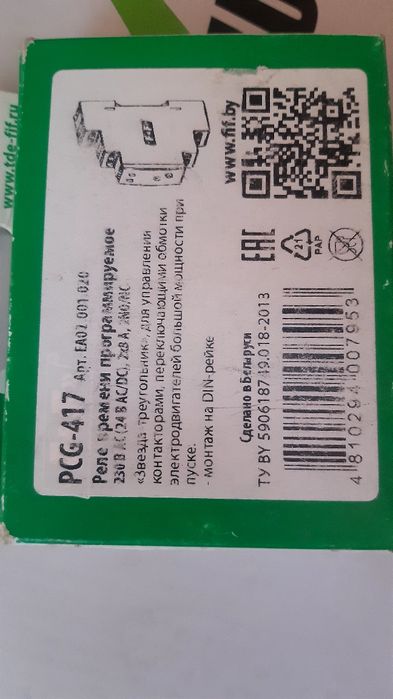 www.tde-fif.ru
www.fif.by
EAC
21
PAP
PCG-417 Арт. EA02.001.020
Реле времени программируемое
230 В AC (24 В AC/DC), 2x8 А, 2NO/NC
«Звезда-треугольник» для управления
контакторами, переключающими обмотки
электродвигателей большой мощности при
пуске.
- монтаж на DIN-рейке
Сделано в Беларуси
ТУ BY 590618749.018-2013
4 810294 007953